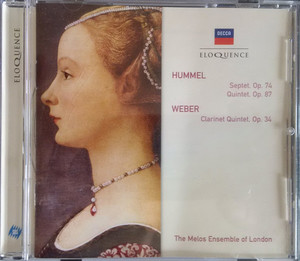 ELOQUENCE
DECCA
ELOQUENCE
HUMMEL
Septet, Op. 74
Quintet, Op. 87
WEBER
Clarinet Quintet, Op. 34
The Melos Ensemble of London